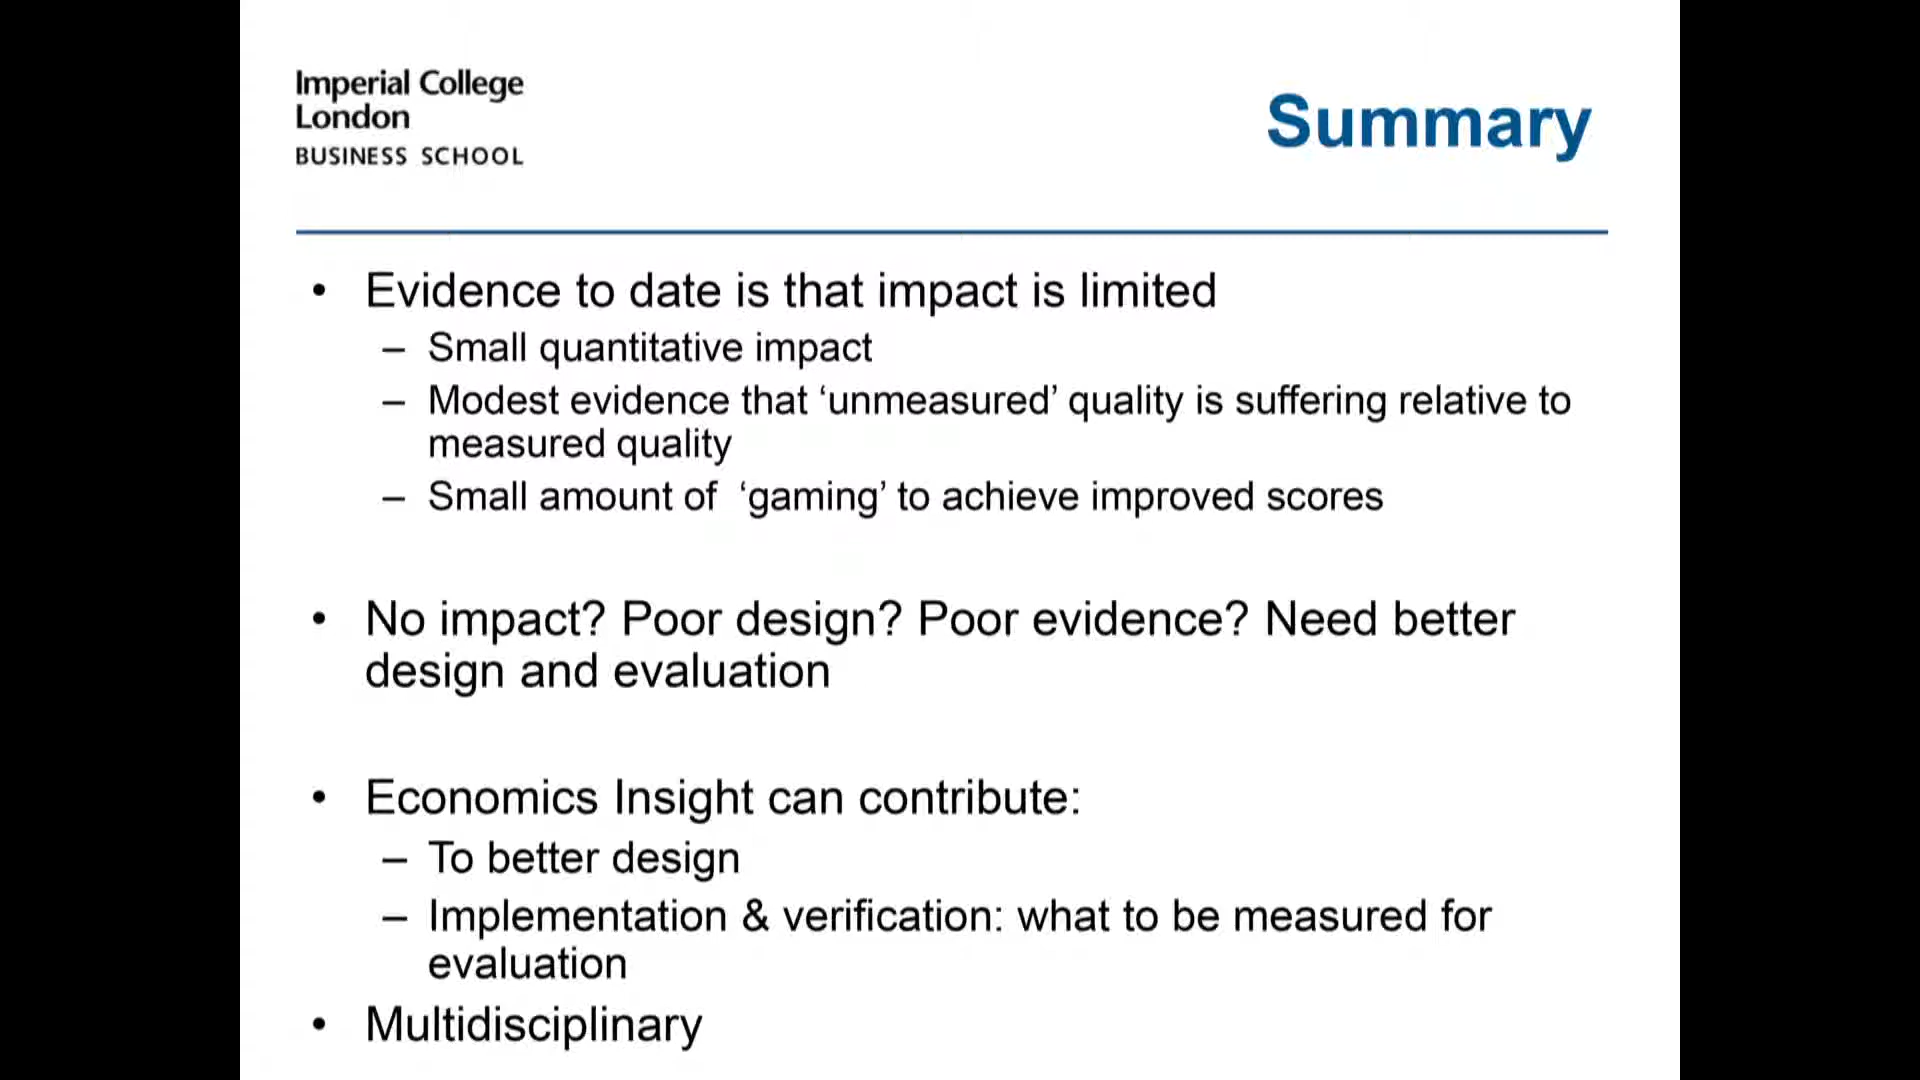 Imperial College
London
BUSINESS SCHOOL
Summary
• Evidence to date is that impact is limited
– Small quantitative impact
– Modest evidence that ‘unmeasured’ quality is suffering relative to
measured quality
– Small amount of ‘gaming’ to achieve improved scores
• No impact? Poor design? Poor evidence? Need better
design and evaluation
• Economics Insight can contribute:
– To better design
– Implementation & verification: what to be measured for
evaluation
• Multidisciplinary